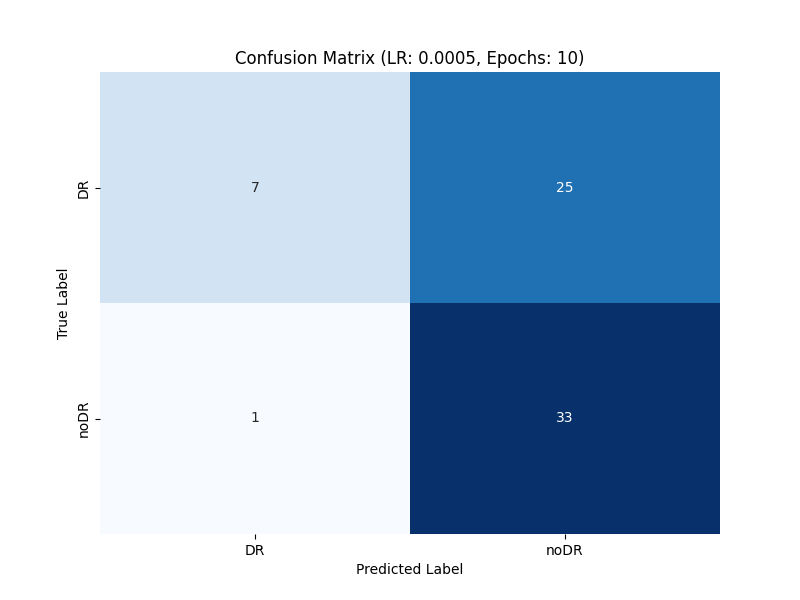 Confusion Matrix (LR: 0.0005, Epochs: 10)
DR
7
25
True Label
noDR
1
33
DR
noDR
Predicted Label